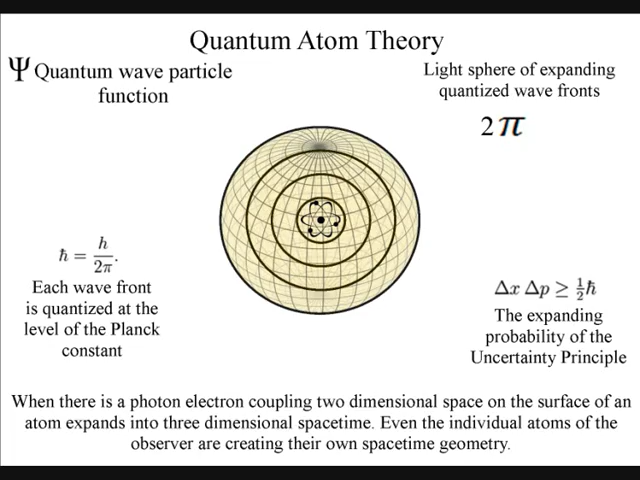 Quantum Atom Theory
Ψ Quantum wave particle
function
Light sphere of expanding
quantized wave fronts
2π
ħ = h/2π.
Each wave front
is quantized at the
level of the Planck
constant
Δx Δp ≥ ½ħ
The expanding
probability of the
Uncertainty Principle
When there is a photon electron coupling two dimensional space on the surface of an
atom expands into three dimensional spacetime. Even the individual atoms of the
observer are creating their own spacetime geometry.